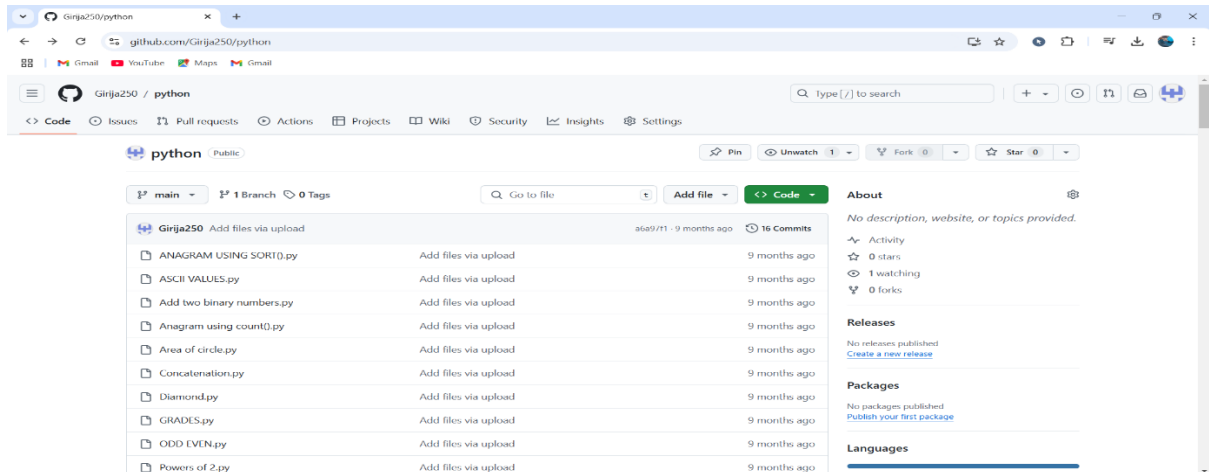 Girija250/python
github.com/Girija250/python
Gmail YouTube Maps Gmail
Girija250 / python
Type [/] to search
Code Issues Pull requests Actions Projects Wiki Security Insights Settings
python Public
Pin Unwatch 1 Fork 0 Star 0
main 1 Branch 0 Tags
Go to file t Add file Code
Girija250 Add files via upload 9 months ago 16 Commits
ANAGRAM USING SORT().py Add files via upload 9 months ago
ASCII VALUES.py Add files via upload 9 months ago
Add two binary numbers.py Add files via upload 9 months ago
Anagram using count().py Add files via upload 9 months ago
Area of circle.py Add files via upload 9 months ago
Concatenation.py Add files via upload 9 months ago
Diamond.py Add files via upload 9 months ago
GRADES.py Add files via upload 9 months ago
ODD EVEN.py Add files via upload 9 months ago
Powers of 2.py Add files via upload 9 months ago
About
No description, website, or topics provided.
Activity
0 stars
1 watching
0 forks
Releases
No releases published
Create a new release
Packages
No packages published
Publish your first package
Languages